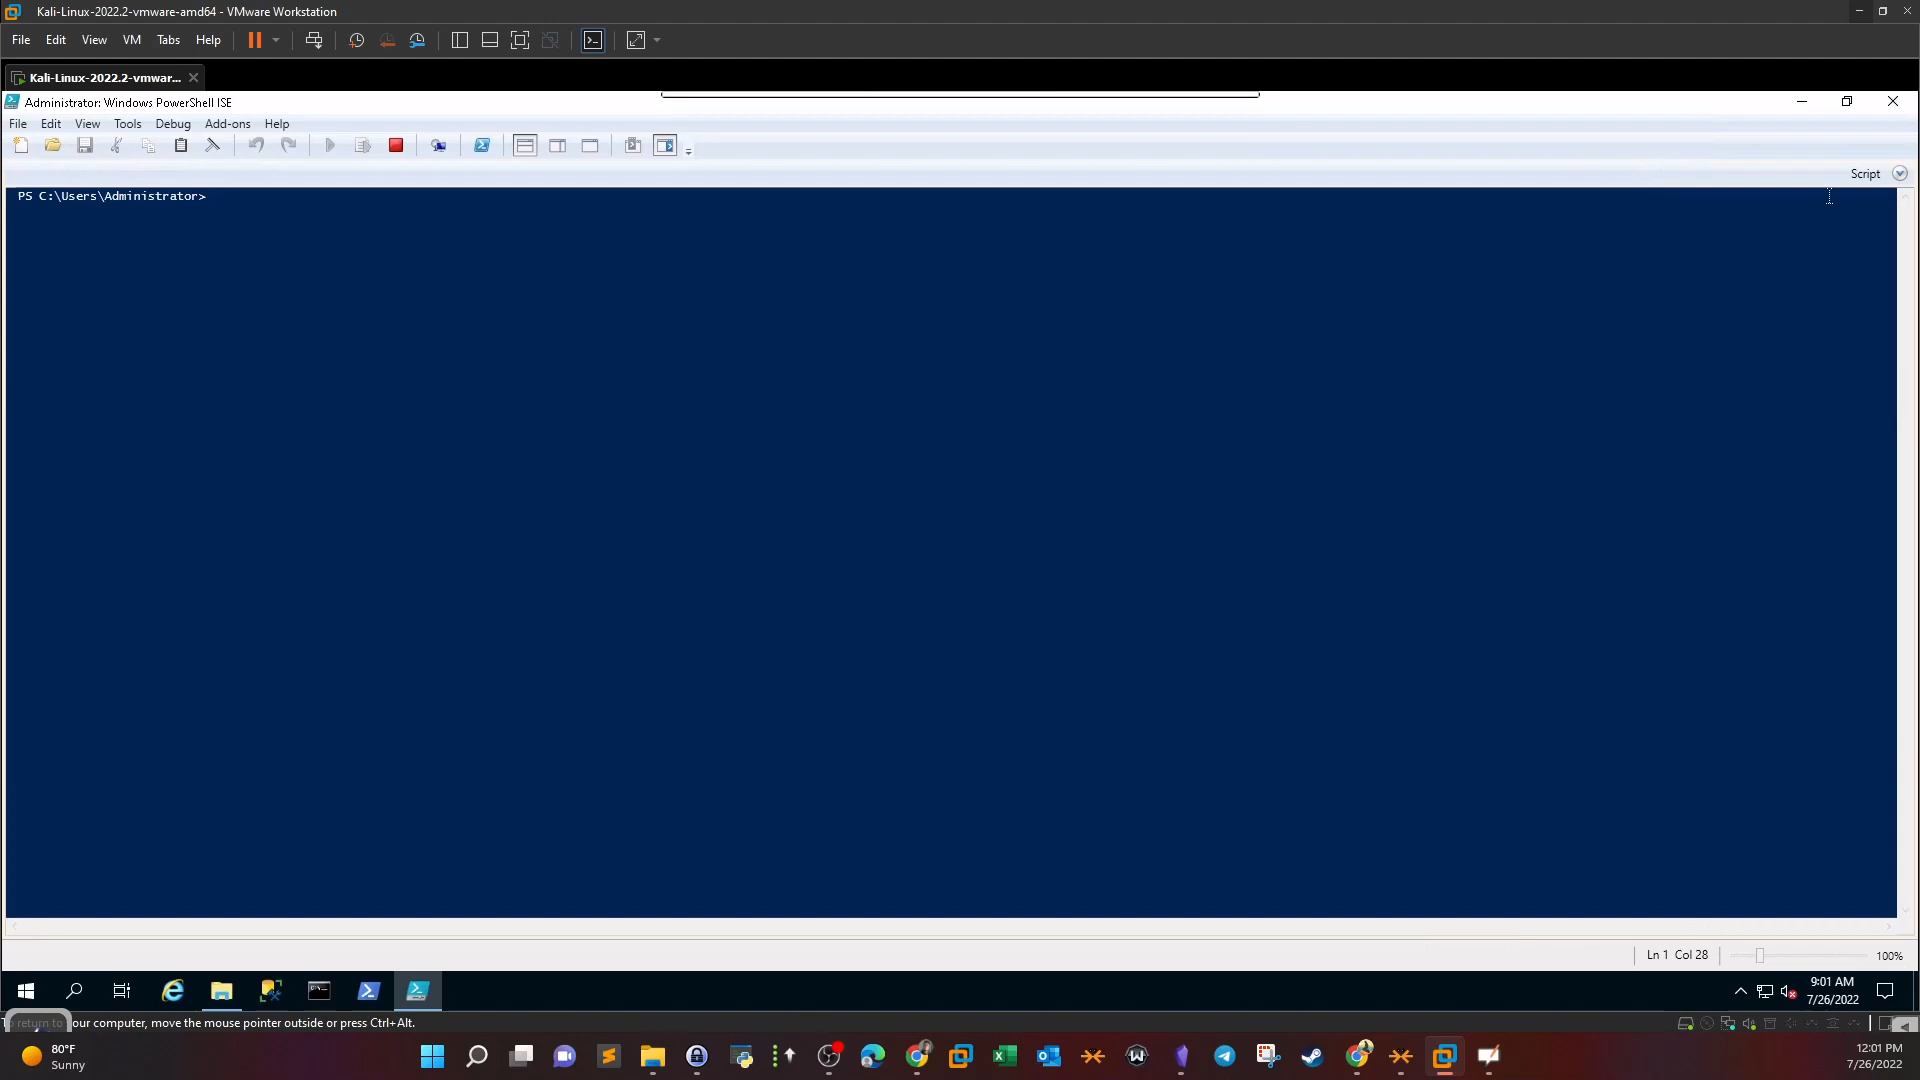 Kali-Linux-2022.2-vmware-amd64 - VMware Workstation
File Edit View VM Tabs Help
Kali-Linux-2022.2-vmwar...
Administrator: Windows PowerShell ISE
File Edit View Tools Debug Add-ons Help
Script
PS C:\Users\Administrator>
Ln 1 Col 28 100%
9:01 AM
7/26/2022
return to your computer, move the mouse pointer outside or press Ctrl+Alt.
80°F
Sunny
12:01 PM
7/26/2022